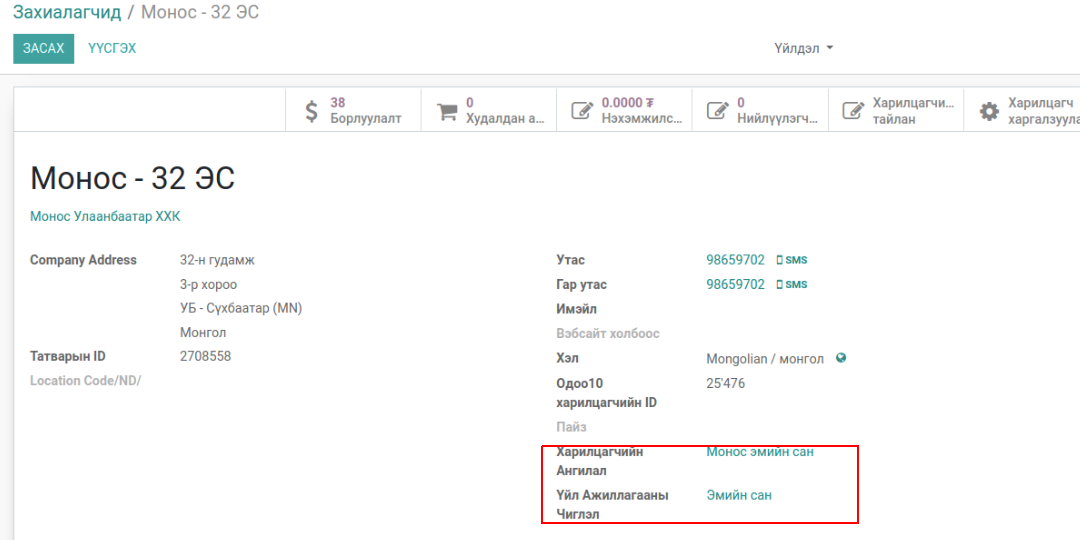 Захиалагчид / Монос - 32 ЭС
ЗАСАХ ҮҮСГЭХ Үйлдэл
38 Борлуулалт
0 Худалдан а...
0.0000 ₮ Нэхэмжилс...
0 Нийлүүлэгч...
Харилцагчи... тайлан
Харилцагч харгалзуула
Монос - 32 ЭС
Монос Улаанбаатар ХХК
Company Address 32-н гудамж
3-р хороо
УБ - Сүхбаатар (MN)
Монгол
Татварын ID 2708558
Location Code/ND/
Утас 98659702 SMS
Гар утас 98659702 SMS
Имэйл
Вэбсайт холбоос
Хэл Mongolian / монгол
Одоо10 харилцагчийн ID 25'476
Пайз
Харилцагчийн Ангилал Монос эмийн сан
Үйл Ажиллагааны Чиглэл Эмийн сан